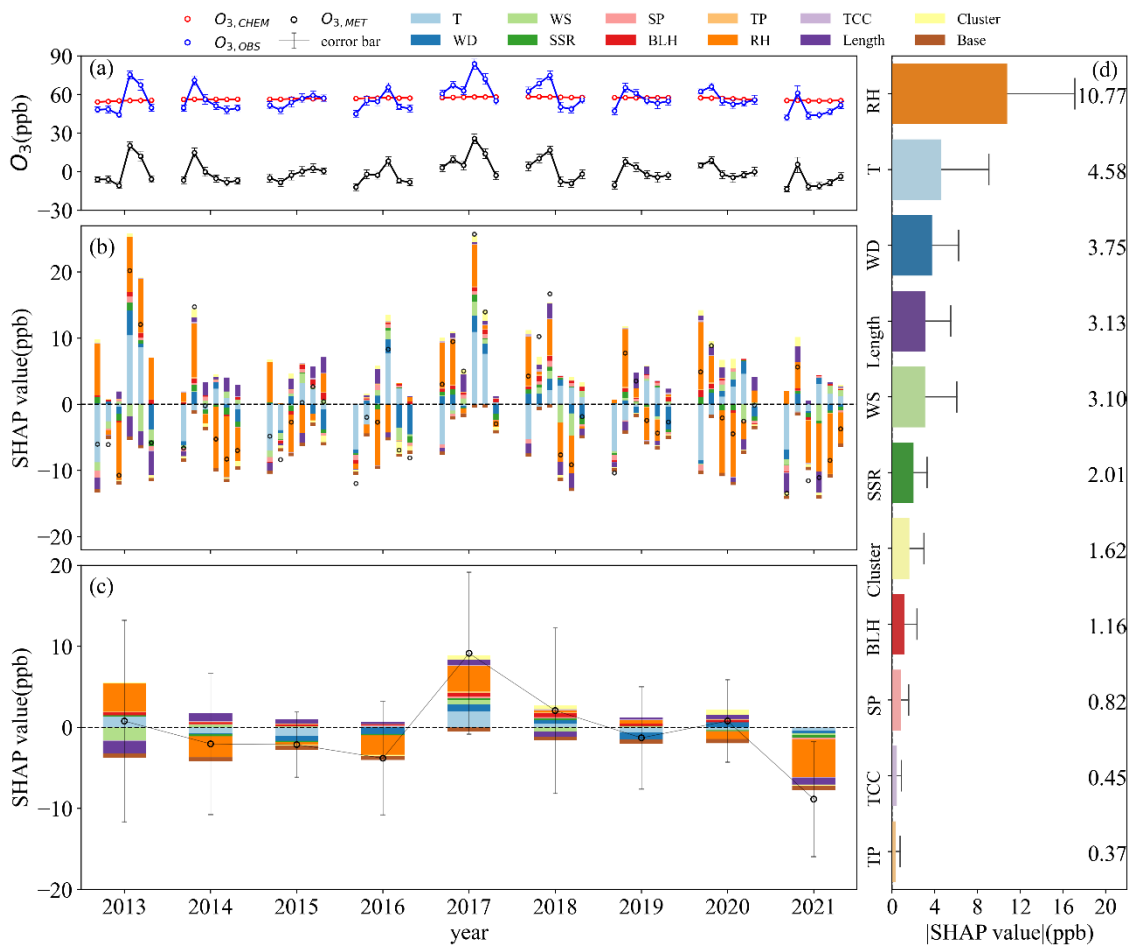 O3,CHEM O3,MET T WS SP TP TCC Cluster
O3,OBS corror bar WD SSR BLH RH Length Base
(a)
O3(ppb)
90
60
30
0
−30
(b)
SHAP value(ppb)
20
10
0
−10
−20
(c)
SHAP value(ppb)
20
10
0
−10
−20
2013 2014 2015 2016 2017 2018 2019 2020 2021
year
(d)
RH 10.77
T 4.58
WD 3.75
Length 3.13
WS 3.10
SSR 2.01
Cluster 1.62
BLH 1.16
SP 0.82
TCC 0.45
TP 0.37
0 4 8 12 16 20
|SHAP value|(ppb)